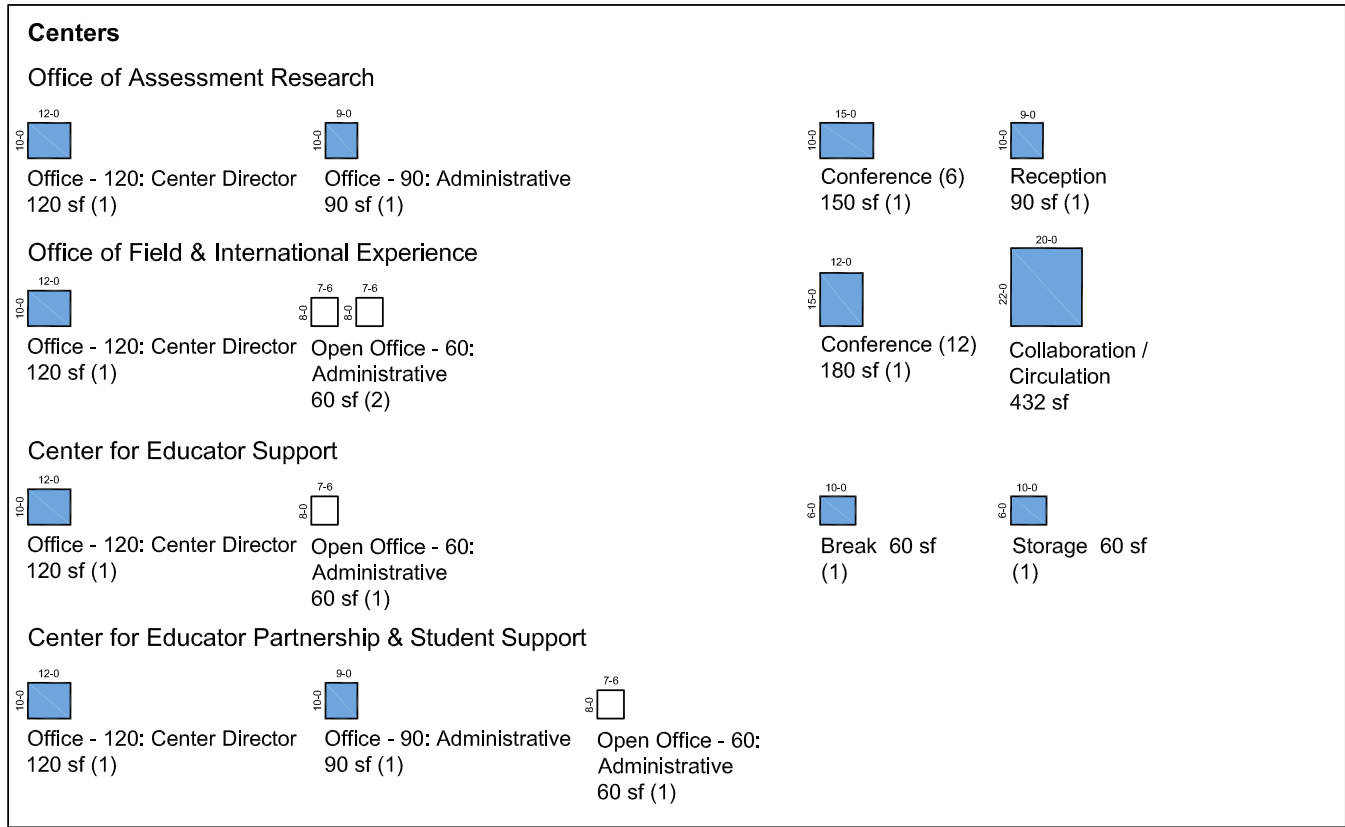 Centers
Office of Assessment Research
12-0
10-0
Office - 120: Center Director
120 sf (1)
9-0
10-0
Office - 90: Administrative
90 sf (1)
15-0
10-0
Conference (6)
150 sf (1)
9-0
10-0
Reception
90 sf (1)
Office of Field & International Experience
12-0
10-0
Office - 120: Center Director
120 sf (1)
7-6
8-0
7-6
8-0
Open Office - 60:
Administrative
60 sf (2)
12-0
15-0
Conference (12)
180 sf (1)
20-0
22-0
Collaboration /
Circulation
432 sf
Center for Educator Support
12-0
10-0
Office - 120: Center Director
120 sf (1)
7-6
8-0
Open Office - 60:
Administrative
60 sf (1)
10-0
6-0
Break 60 sf
(1)
10-0
6-0
Storage 60 sf
(1)
Center for Educator Partnership & Student Support
12-0
10-0
Office - 120: Center Director
120 sf (1)
9-0
10-0
Office - 90: Administrative
90 sf (1)
7-6
8-0
Open Office - 60:
Administrative
60 sf (1)